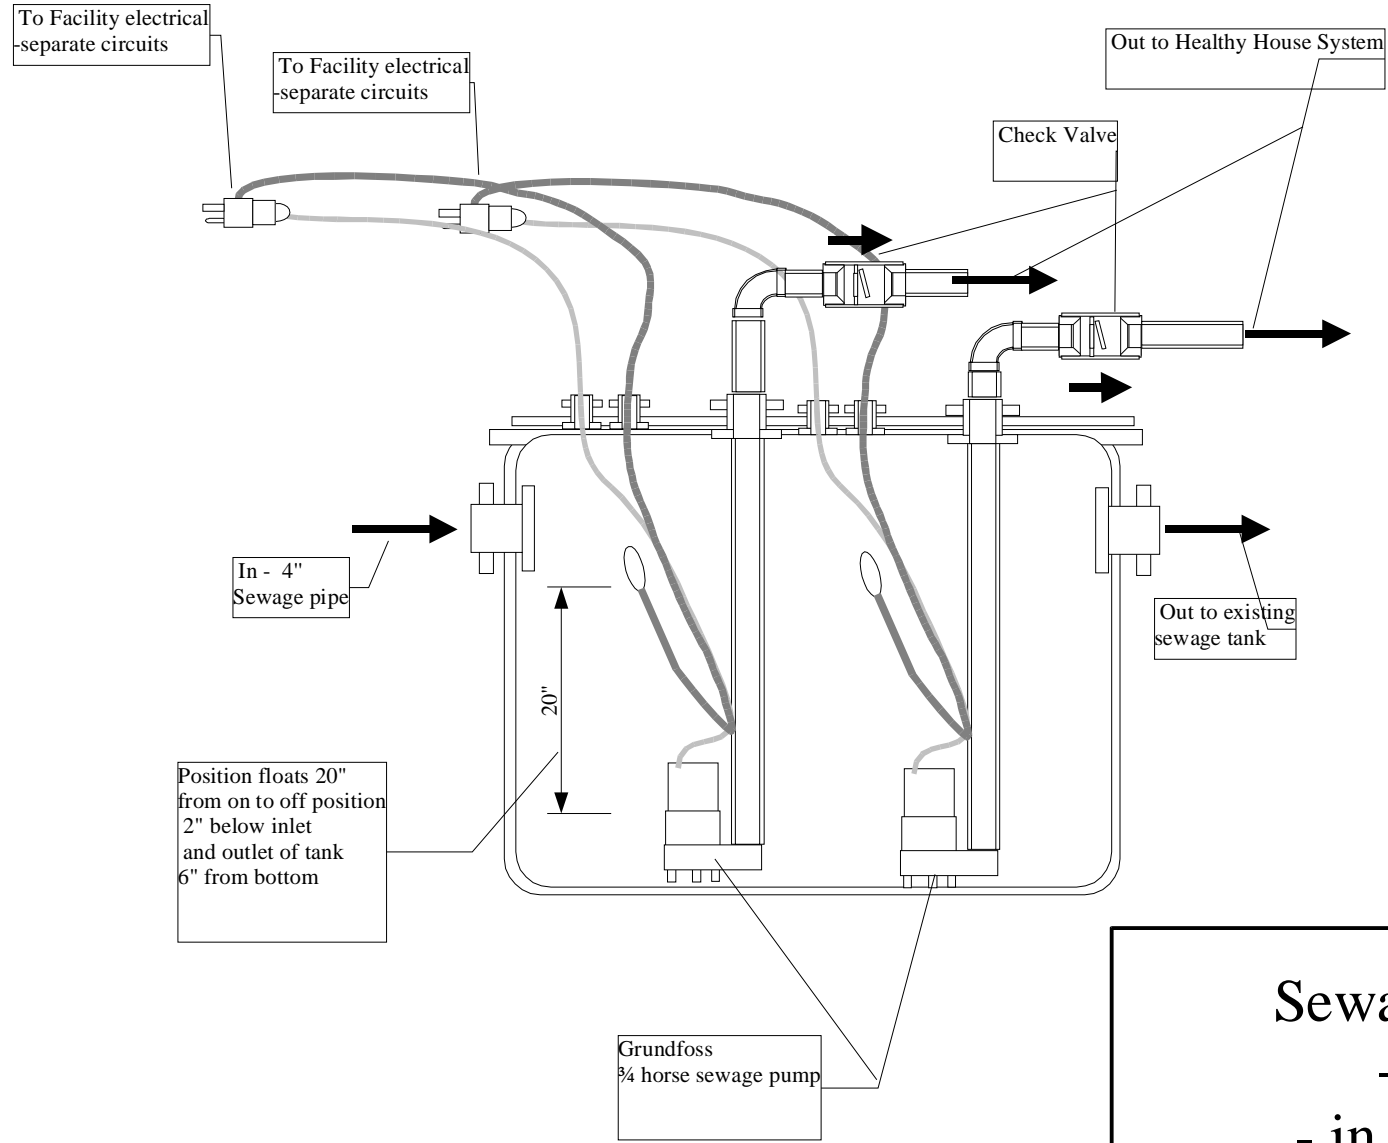 To Facility electrical
-separate circuits
To Facility electrical
-separate circuits
Out to Healthy House System
Check Valve
In -  4"
Sewage pipe
Out to existing
sewage tank
20"
Position floats 20"
from on to off position
2" below inlet
and outlet of tank
6" from bottom
Grundfoss
¾ horse sewage pump
- in